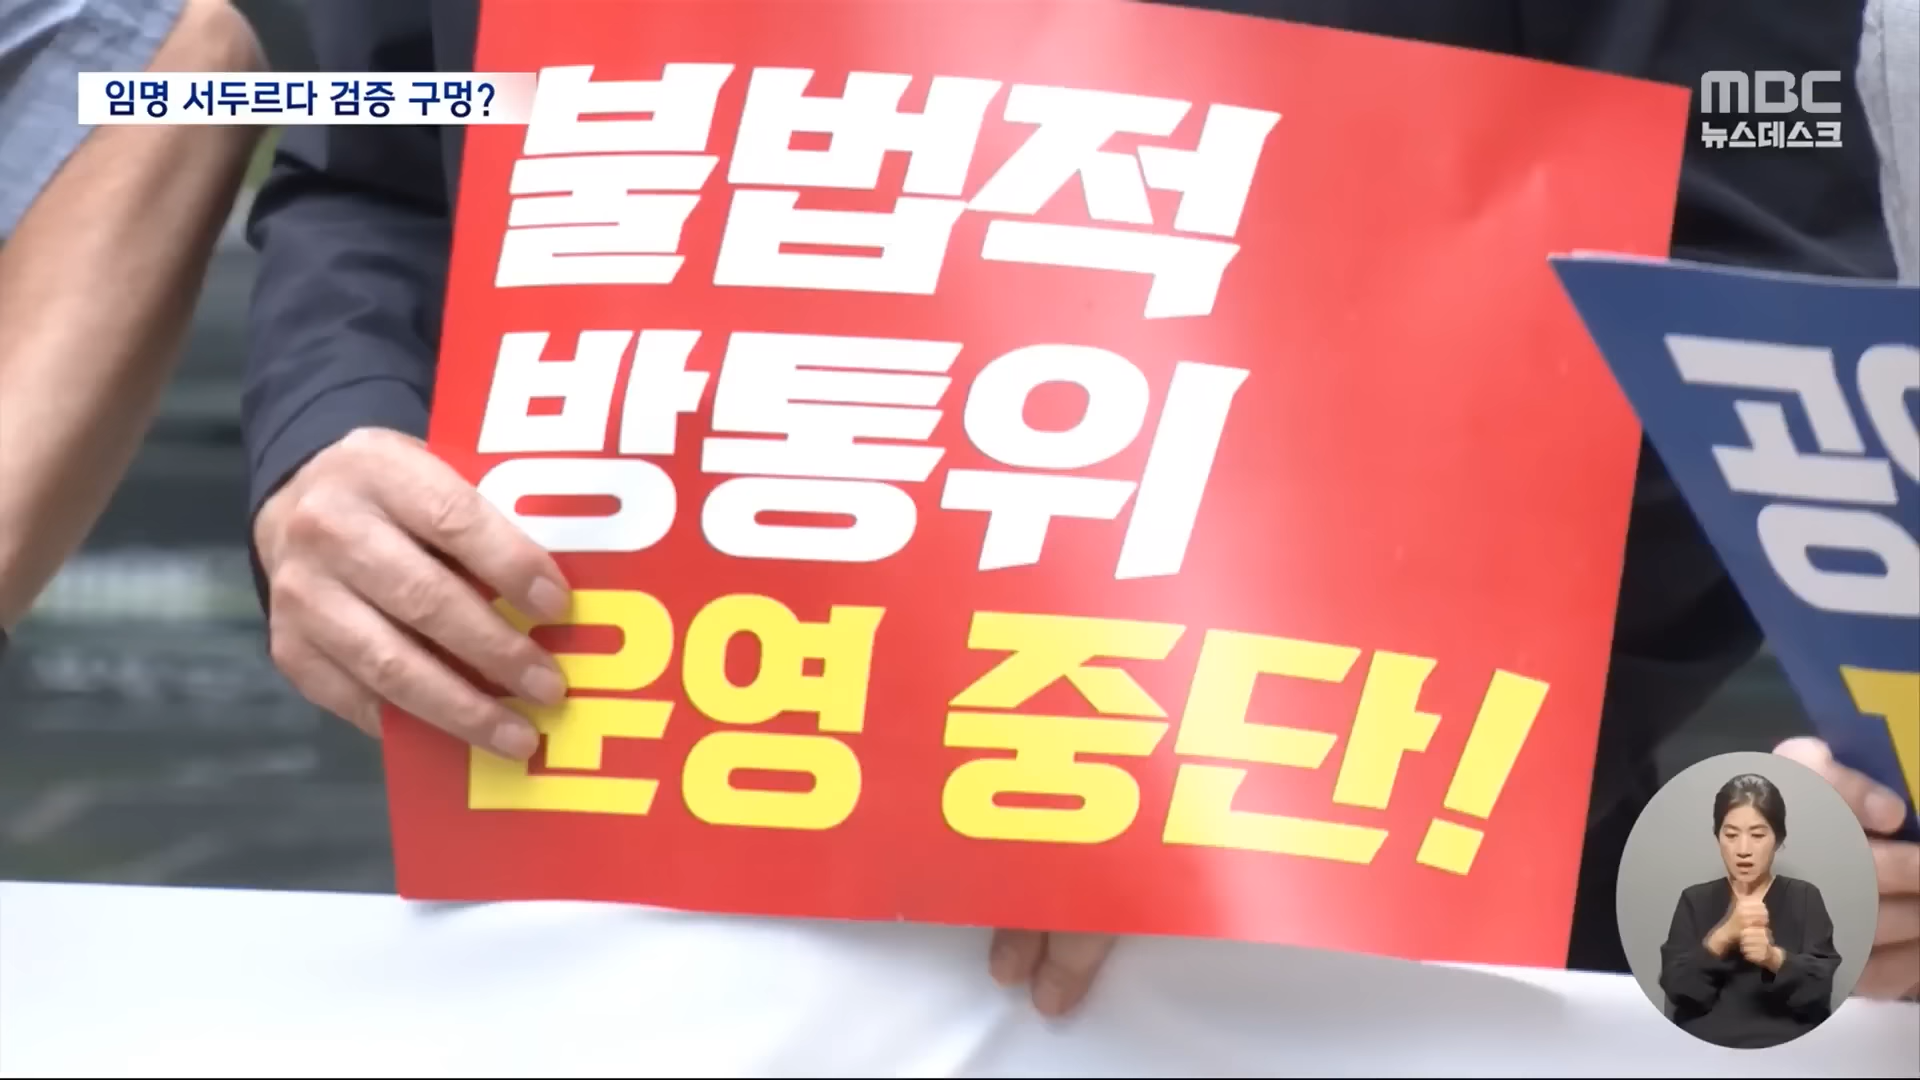 임명 서두르다 검증 구멍?
MBC
뉴스데스크
불법적
방통위
운영 중단!
공